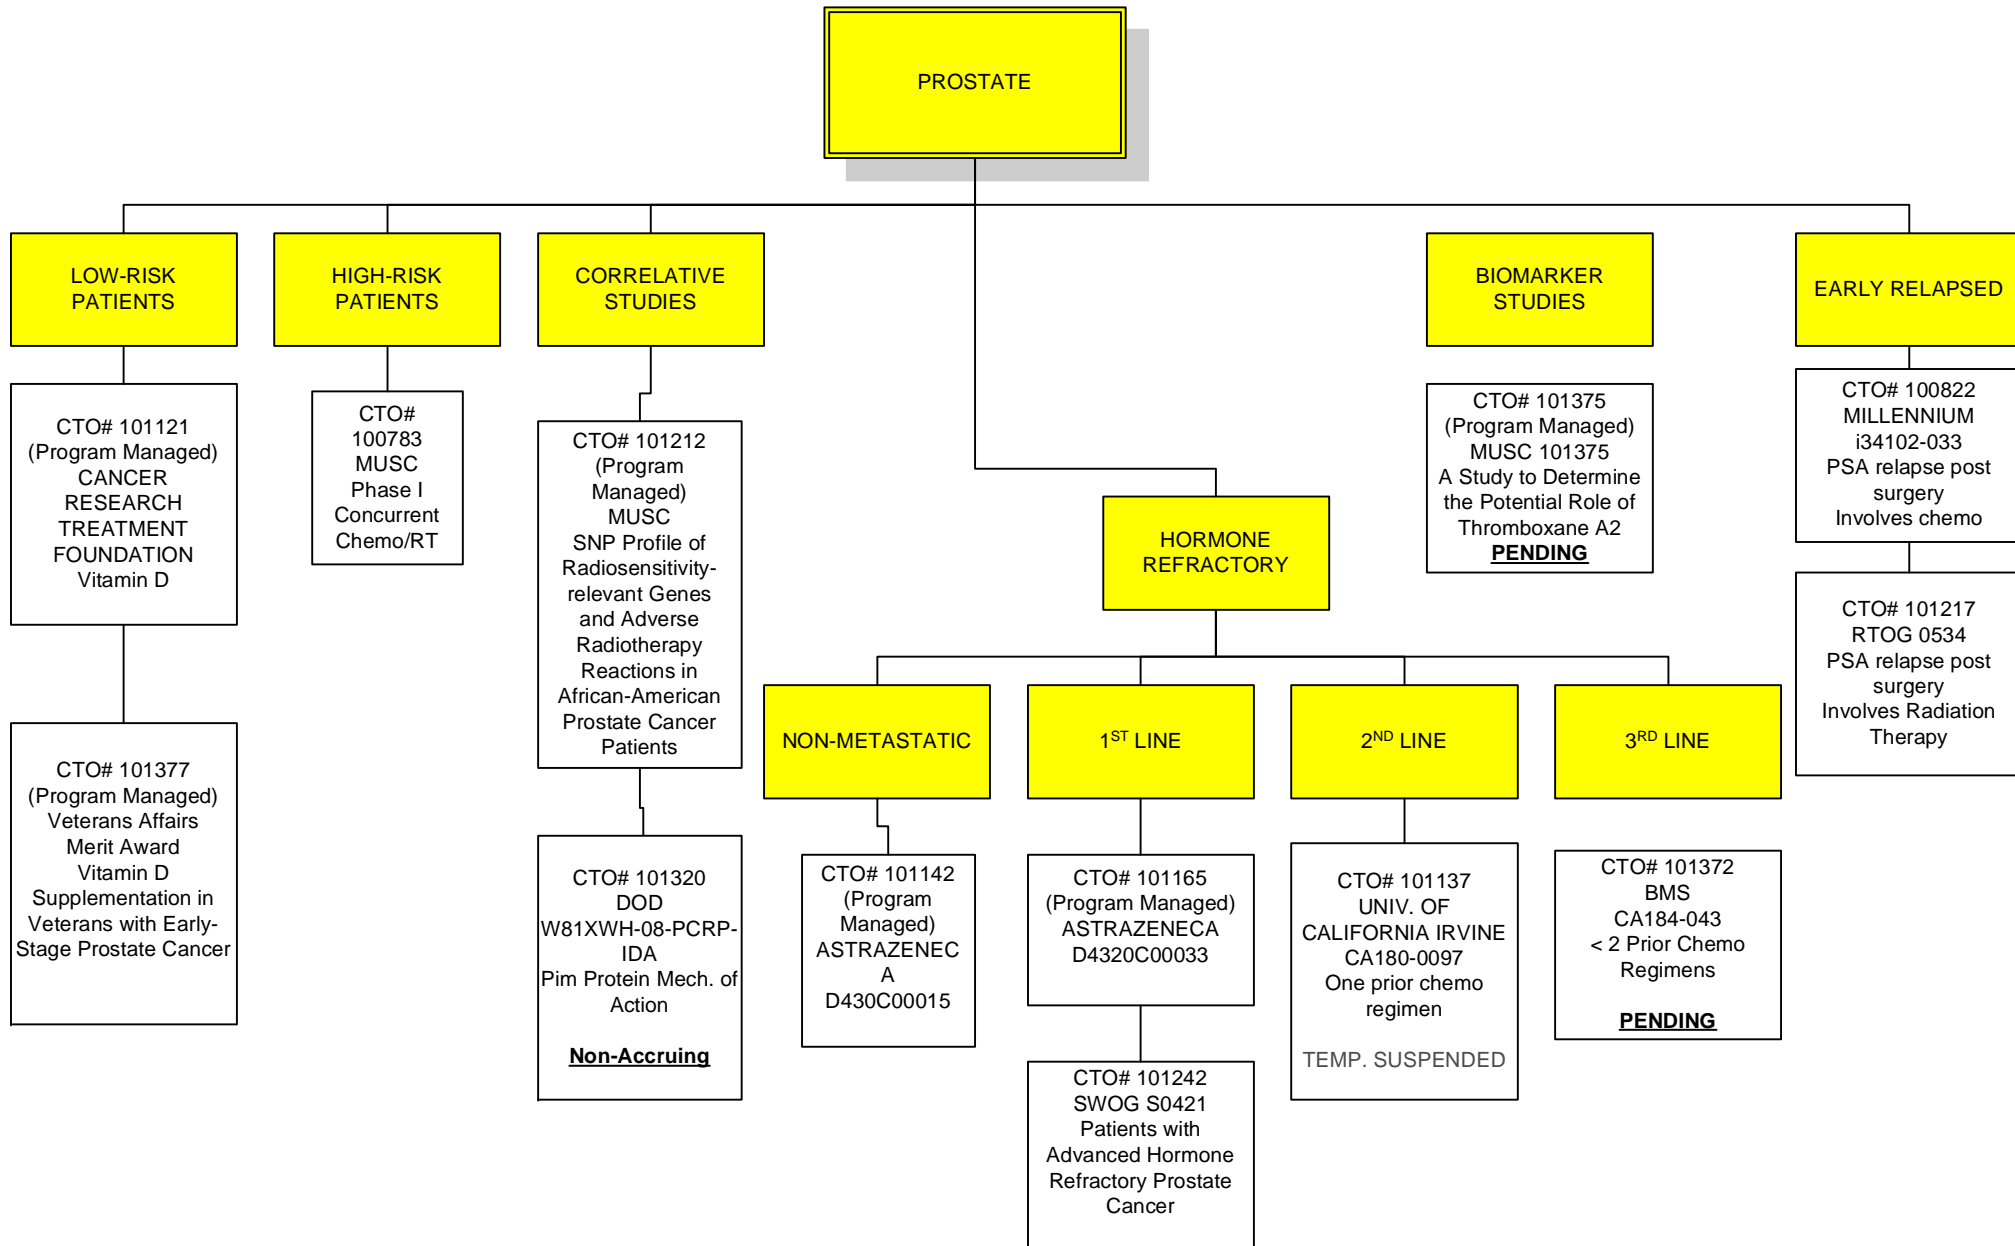 PROSTATE
LOW-RISK
PATIENTS
HIGH-RISK
PATIENTS
CORRELATIVE
STUDIES
BIOMARKER
STUDIES
EARLY RELAPSED
CTO# 101121
(Program Managed)
CANCER
RESEARCH
TREATMENT
FOUNDATION
Vitamin D
CTO# 101377
(Program Managed)
Veterans Affairs
Merit Award
Vitamin D
Supplementation in
Veterans with Early-
Stage Prostate Cancer
CTO#
100783
MUSC
Phase I
Concurrent
Chemo/RT
CTO# 101212
(Program
Managed)
MUSC
SNP Profile of
Radiosensitivity-
relevant Genes
and Adverse
Radiotherapy
Reactions in
African-American
Prostate Cancer
Patients
CTO# 101320
DOD
W81XWH-08-PCRP-
IDA
Pim Protein Mech. of
Action
Non-Accruing
HORMONE
REFRACTORY
NON-METASTATIC
1ST LINE
2ND LINE
3RD LINE
CTO# 101142
(Program
Managed)
ASTRAZENEC
A
D430C00015
CTO# 101165
(Program Managed)
ASTRAZENECA
D4320C00033
CTO# 101242
SWOG S0421
Patients with
Advanced Hormone
Refractory Prostate
Cancer
CTO# 101137
UNIV. OF
CALIFORNIA IRVINE
CA180-0097
One prior chemo
regimen
TEMP. SUSPENDED
CTO# 101372
BMS
CA184-043
< 2 Prior Chemo
Regimens
PENDING
CTO# 101375
(Program Managed)
MUSC 101375
A Study to Determine
the Potential Role of
Thromboxane A2
PENDING
CTO# 100822
MILLENNIUM
i34102-033
PSA relapse post
surgery
Involves chemo
CTO# 101217
RTOG 0534
PSA relapse post
surgery
Involves Radiation
Therapy